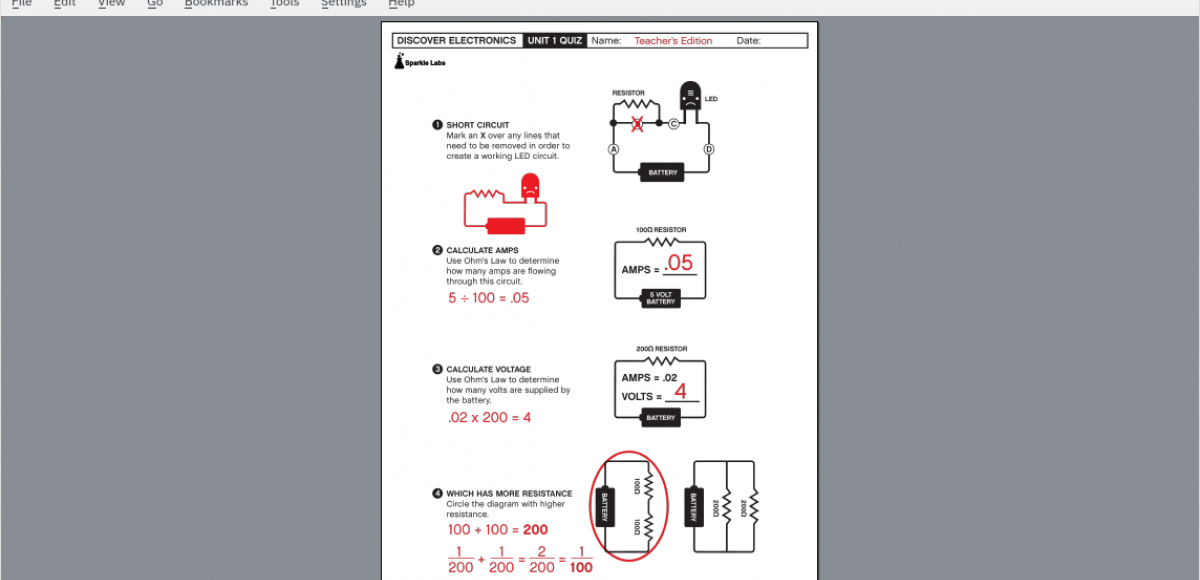 File Edit View Go Bookmarks Tools Settings Help
DISCOVER ELECTRONICS UNIT 1 QUIZ Name: Teacher's Edition Date:
Sparkle Labs
RESISTOR
LED
C
A
D
BATTERY
1 SHORT CIRCUIT
Mark an X over any lines that
need to be removed in order to
create a working LED circuit.
100Ω RESISTOR
AMPS = .05
5 VOLT
BATTERY
2 CALCULATE AMPS
Use Ohm's Law to determine
how many amps are flowing
through this circuit.
5 ÷ 100 = .05
200Ω RESISTOR
AMPS = .02
VOLTS = 4
BATTERY
3 CALCULATE VOLTAGE
Use Ohm's Law to determine
how many volts are supplied by
the battery.
.02 x 200 = 4
4 WHICH HAS MORE RESISTANCE
Circle the diagram with higher
resistance.
100 + 100 = 200
1/200 + 1/200 = 2/200 = 1/100
BATTERY
100Ω
100Ω
BATTERY
200Ω
200Ω